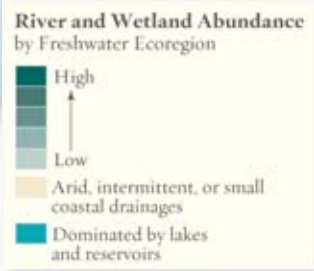 River and Wetland Abundance
by Freshwater Ecoregion
High
Low
Arid, intermittent, or small
coastal drainages
Dominated by lakes
and reservoirs